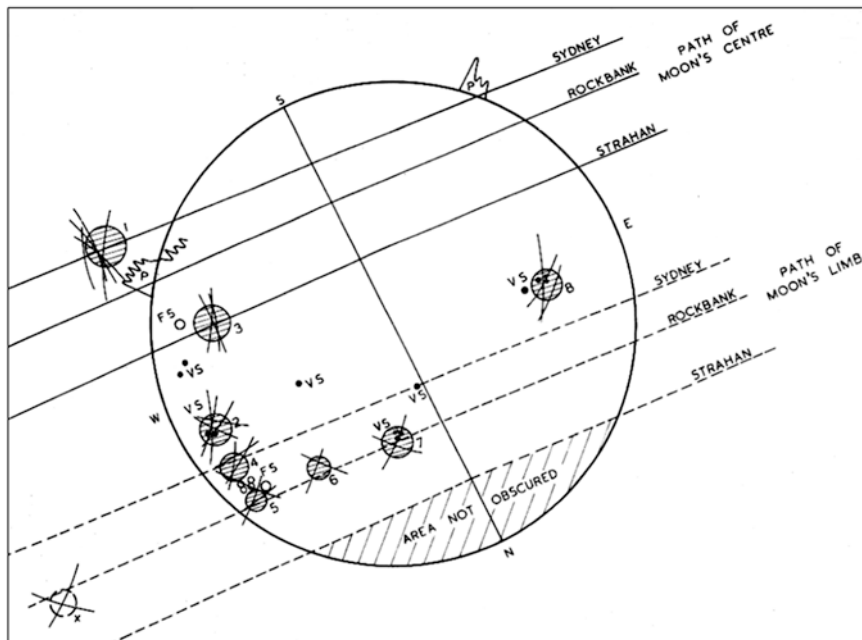 SYDNEY
PATH OF
MOON'S CENTRE
ROCKBANK
STRAHAN
S
P
1
P
E
SYDNEY
PATH OF
MOON'S LIMB
VS
8
ROCKBANK
FS
3
STRAHAN
VS
VS
VS
W
VS
2
VS
7
4
FS
6
5
AREA NOT OBSCURED
N
X